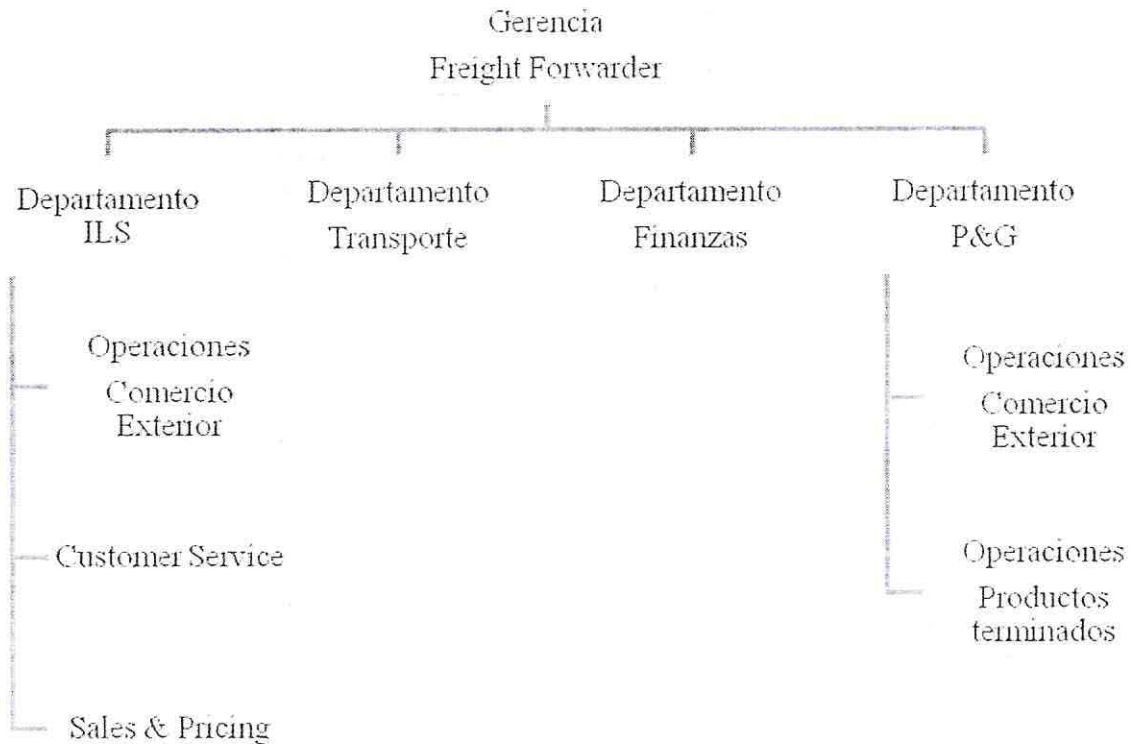 Gerencia
Freight Forwarder
Departamento
ILS
Departamento
Transporte
Departamento
Finanzas
Departamento
P&G
Operaciones
Comercio
Exterior
Customer Service
Sales & Pricing
Operaciones
Comercio
Exterior
Operaciones
Productos
terminados